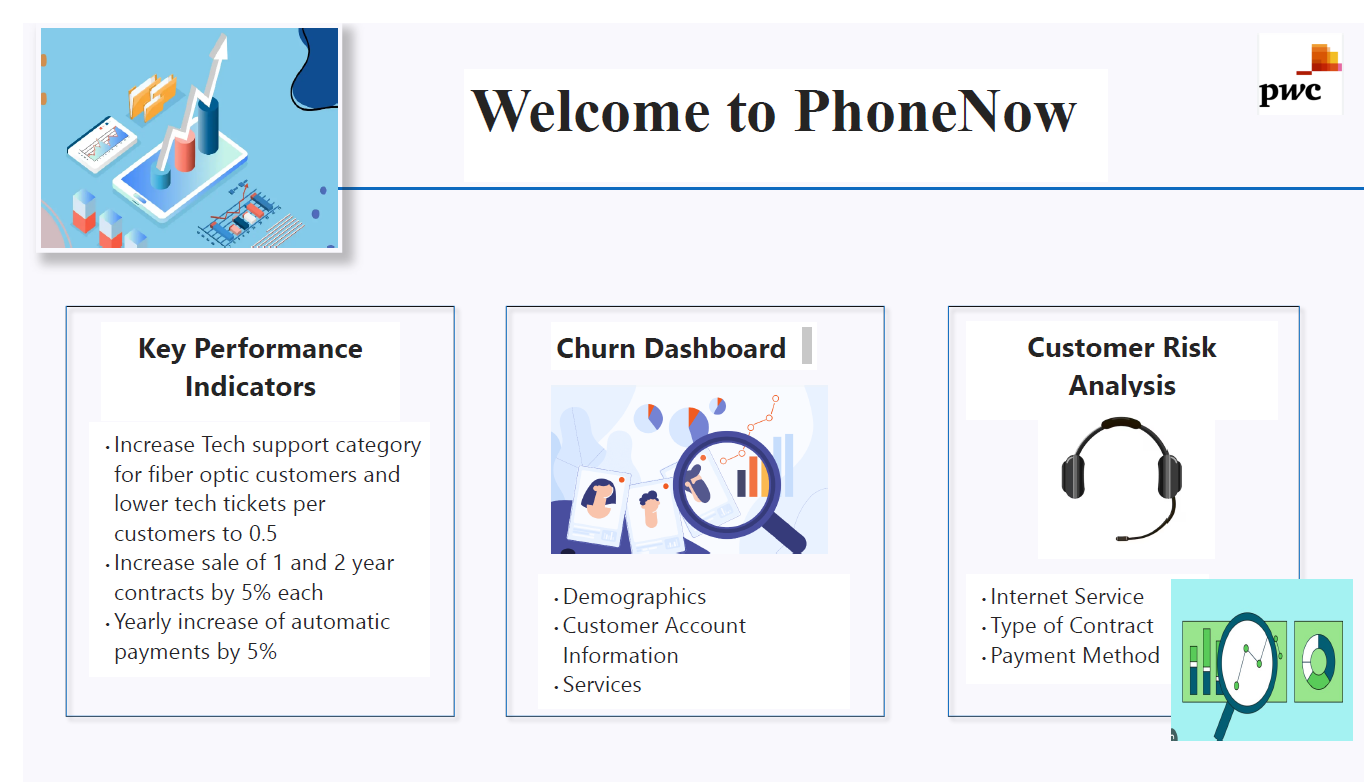 Welcome to PhoneNow
pwc
Key Performance
Indicators
• Increase Tech support category
for fiber optic customers and
lower tech tickets per
customers to 0.5
• Increase sale of 1 and 2 year
contracts by 5% each
• Yearly increase of automatic
payments by 5%
Churn Dashboard
• Demographics
• Customer Account
Information
• Services
Customer Risk
Analysis
• Internet Service
• Type of Contract
• Payment Method